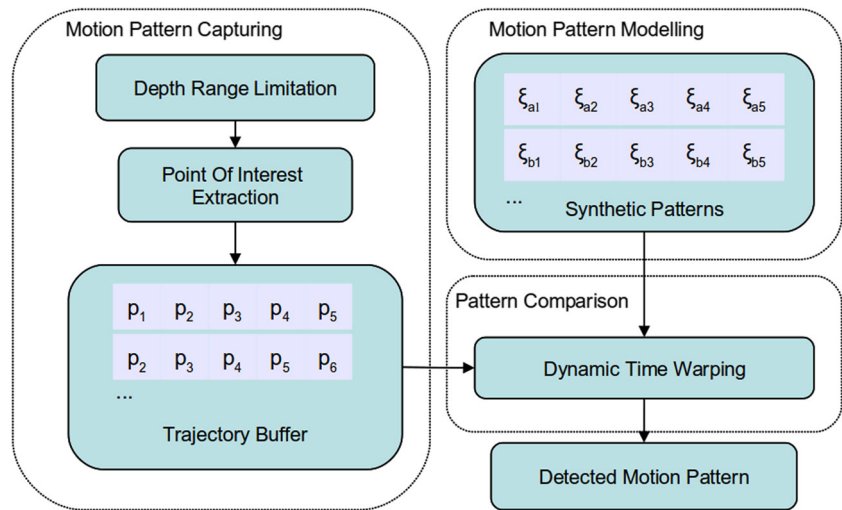 Motion Pattern Capturing
Depth Range Limitation
Point Of Interest
Extraction
p₁ p₂ p₃ p₄ p₅
p₂ p₃ p₄ p₅ p₆
...
Trajectory Buffer
Motion Pattern Modelling
ξₐₗ ξₐ₂ ξₐ₃ ξₐ₄ ξₐ₅
ξb1 ξb2 ξb3 ξb4 ξb5
...
Synthetic Patterns
Pattern Comparison
Dynamic Time Warping
Detected Motion Pattern